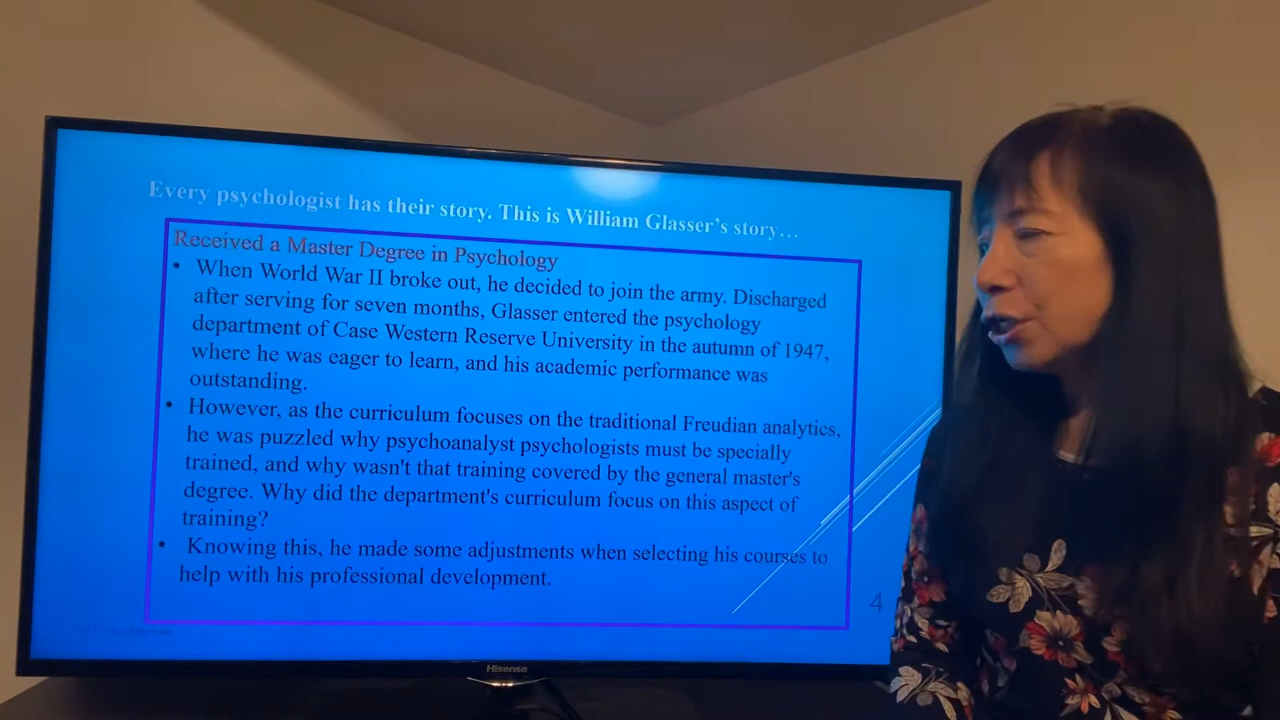 Every psychologist has their story. This is William Glasser's story…
Received a Master Degree in Psychology
• When World War II broke out, he decided to join the army. Discharged
after serving for seven months, Glasser entered the psychology
department of Case Western Reserve University in the autumn of 1947,
where he was eager to learn, and his academic performance was
outstanding.
• However, as the curriculum focuses on the traditional Freudian analytics,
he was puzzled why psychoanalyst psychologists must be specially
trained, and why wasn't that training covered by the general master's
degree. Why did the department's curriculum focus on this aspect of
training?
• Knowing this, he made some adjustments when selecting his courses to
help with his professional development.
4
Hisense